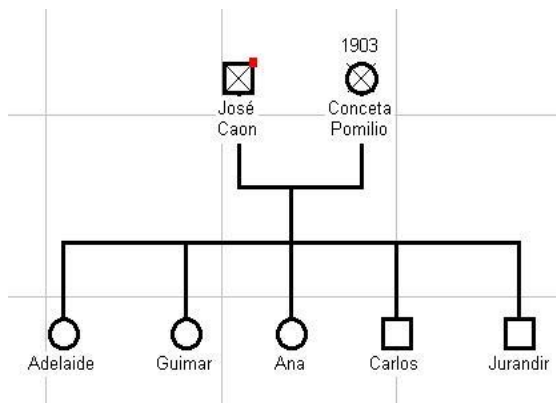 1903
José
Caon
Conceta
Pomilio
Adelaide
Guimar
Ana
Carlos
Jurandir